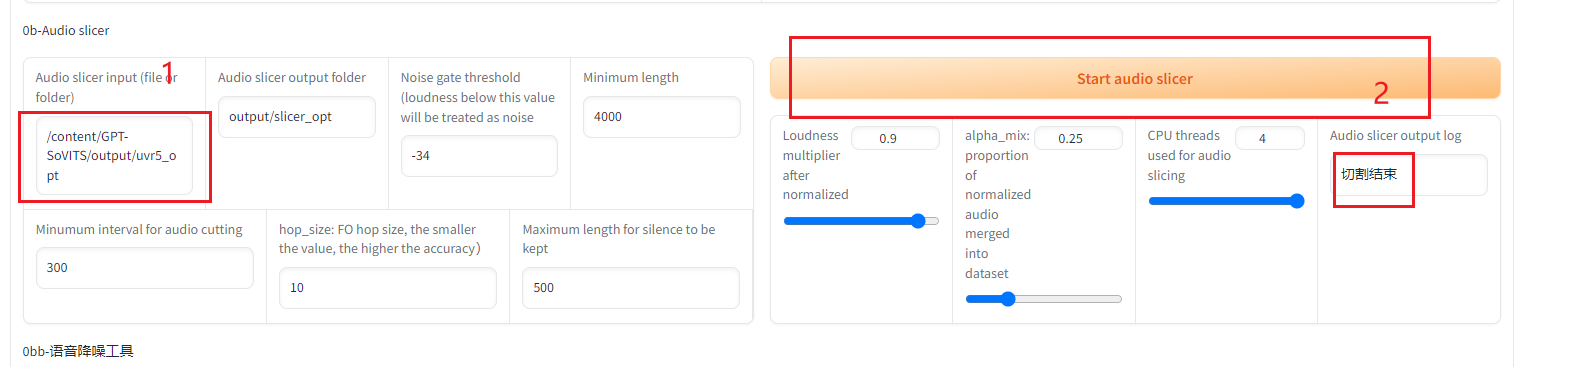 0b-Audio slicer
Audio slicer input (file or
folder)
1
/content/GPT-
SoVITS/output/uvr5_o
pt
Audio slicer output folder
output/slicer_opt
Noise gate threshold
(loudness below this value
will be treated as noise
-34
Minimum length
4000
Minumum interval for audio cutting
300
hop_size: FO hop size, the smaller
the value, the higher the accuracy）
10
Maximum length for silence to be
kept
500
Start audio slicer
2
Loudness
multiplier
after
normalized
0.9
alpha_mix:
proportion
of
normalized
audio
merged
into
dataset
0.25
CPU threads
used for audio
slicing
4
Audio slicer output log
切割结束
0bb-语音降噪工具